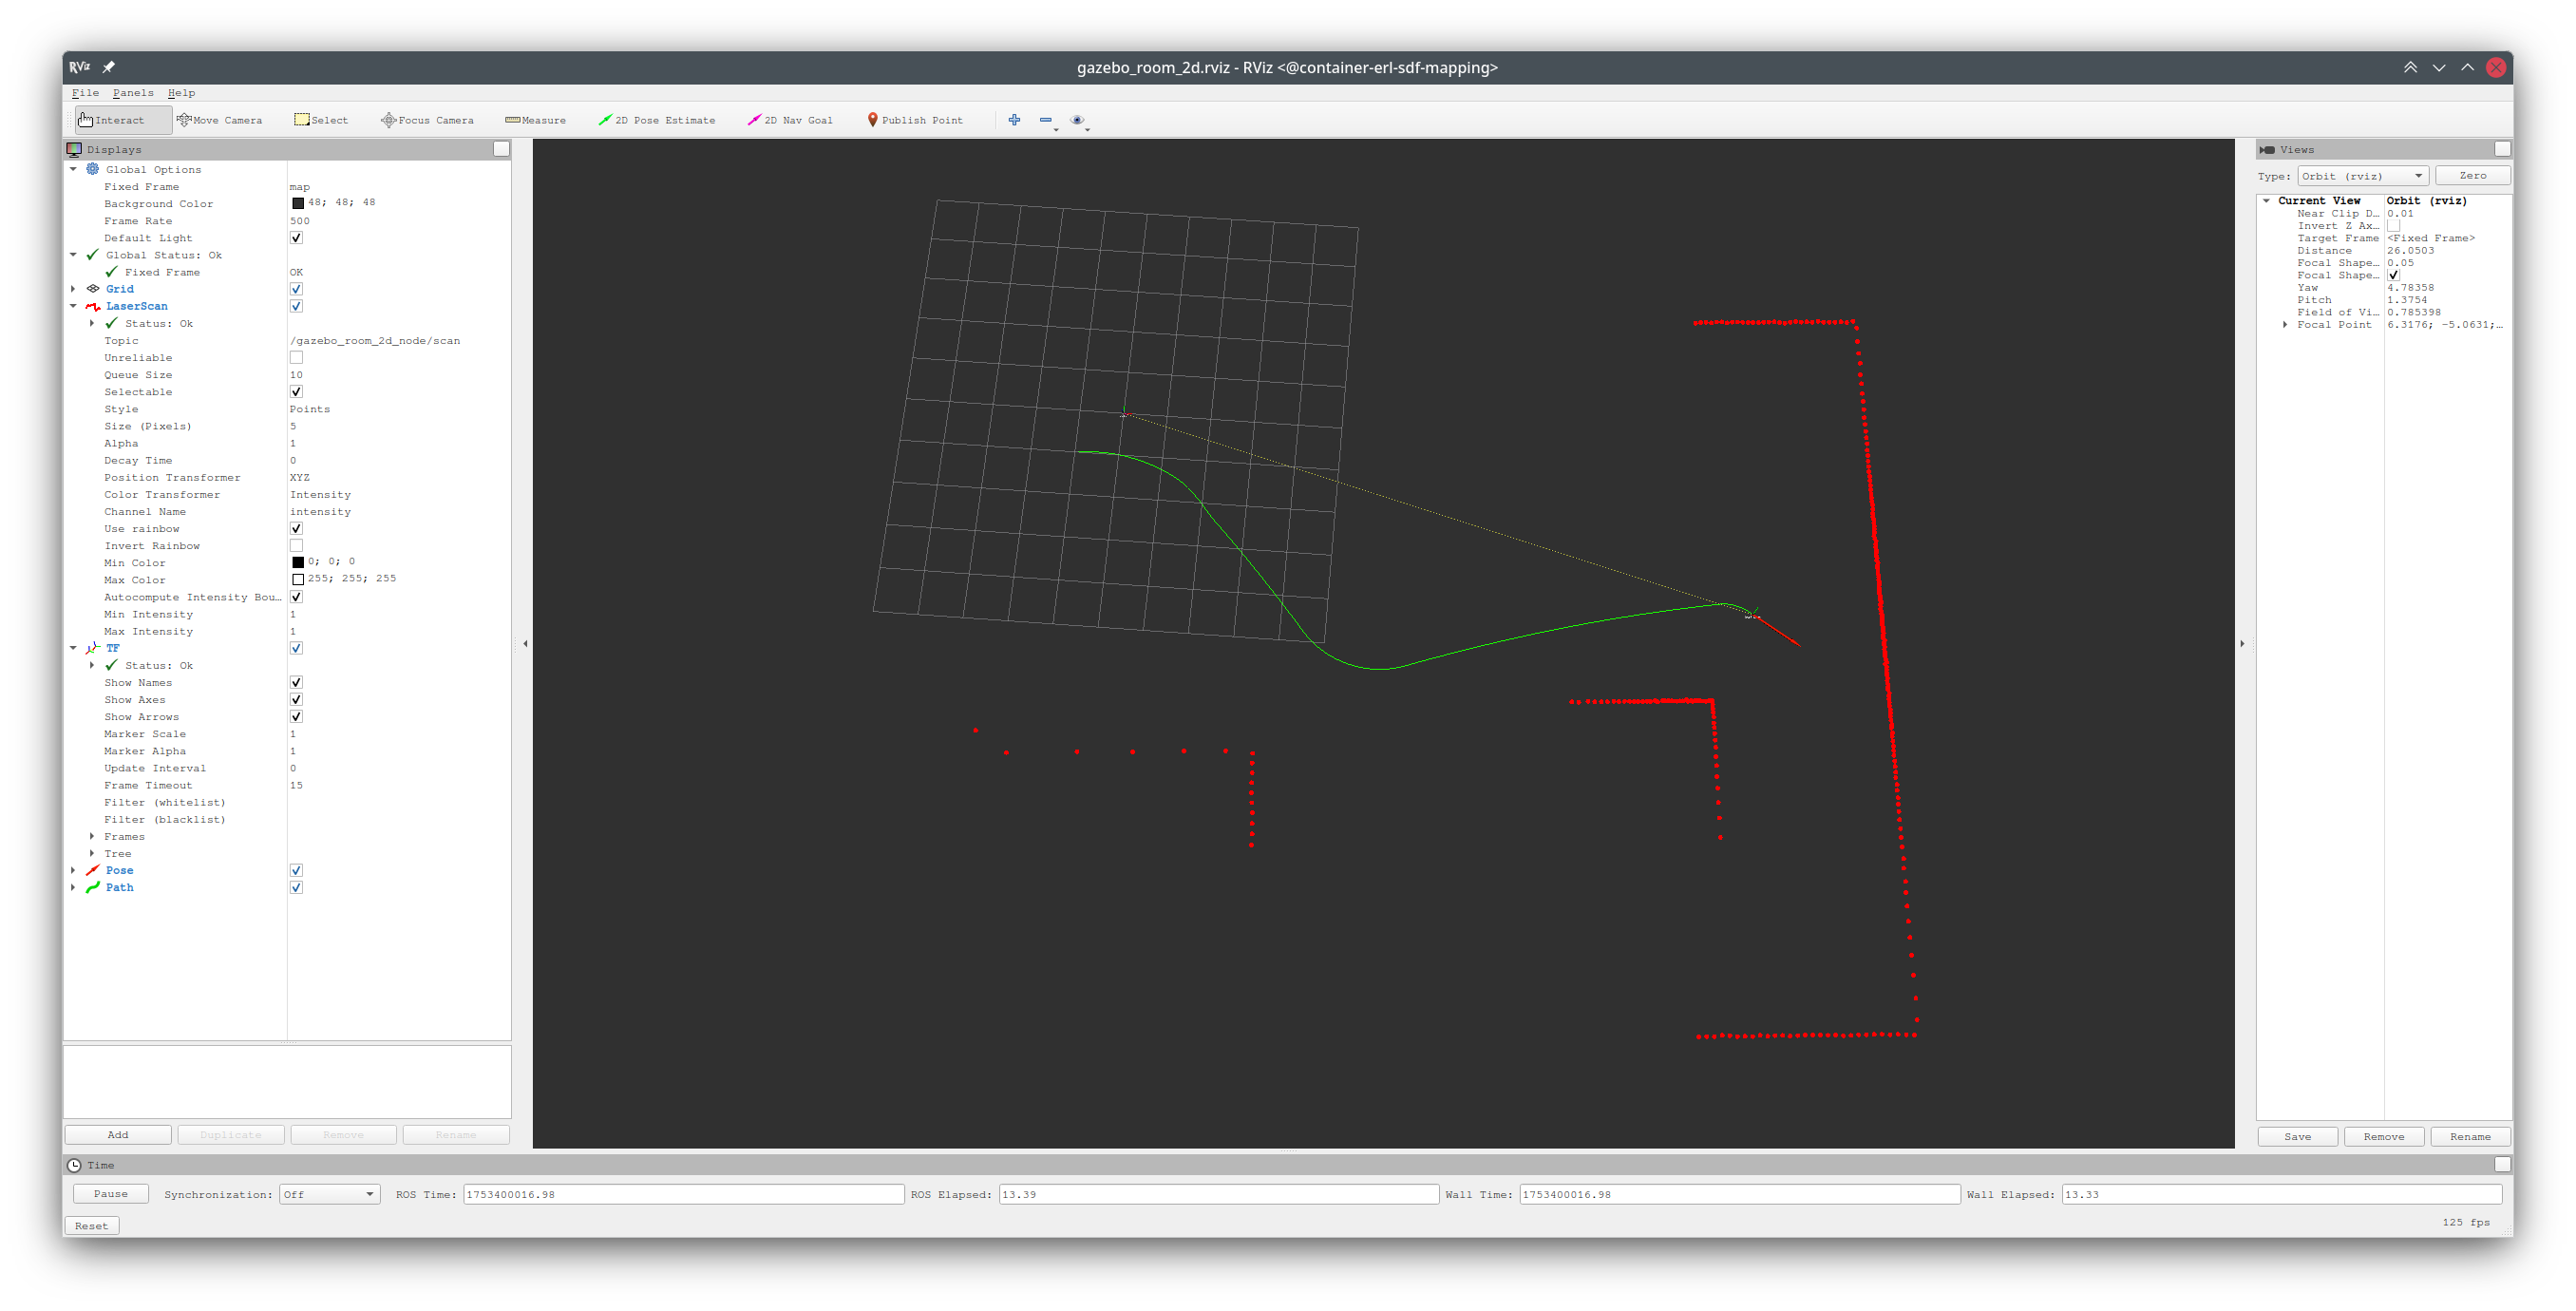 RViz
gazebo_room_2d.rviz - RViz <@container-erl-sdf-mapping>
File Panels Help
Interact Move Camera Select Focus Camera Measure 2D Pose Estimate 2D Nav Goal Publish Point
Displays
Global Options
Fixed Frame map
Background Color 48; 48; 48
Frame Rate 500
Default Light
Global Status: Ok
Fixed Frame OK
Grid
LaserScan
Status: Ok
Topic /gazebo_room_2d_node/scan
Unreliable
Queue Size 10
Selectable
Style Points
Size (Pixels) 5
Alpha 1
Decay Time 0
Position Transformer XYZ
Color Transformer Intensity
Channel Name intensity
Use rainbow
Invert Rainbow
Min Color 0; 0; 0
Max Color 255; 255; 255
Autocompute Intensity Bou…
Min Intensity 1
Max Intensity 1
TF
Status: Ok
Show Names
Show Axes
Show Arrows
Marker Scale 1
Marker Alpha 1
Update Interval 0
Frame Timeout 15
Filter (whitelist)
Filter (blacklist)
Frames
Tree
Pose
Path
Add Duplicate Remove Rename
Views
Type: Orbit (rviz) Zero
Current View Orbit (rviz)
Near Clip D… 0.01
Invert Z Ax…
Target Frame <Fixed Frame>
Distance 26.0503
Focal Shape… 0.05
Focal Shape…
Yaw 4.78358
Pitch 1.3754
Field of Vi… 0.785398
Focal Point 6.3176; -5.0631;…
Save Remove Rename
Time
Pause Synchronization: Off ROS Time: 1753400016.98 ROS Elapsed: 13.39 Wall Time: 1753400016.98 Wall Elapsed: 13.33
Reset 125 fps